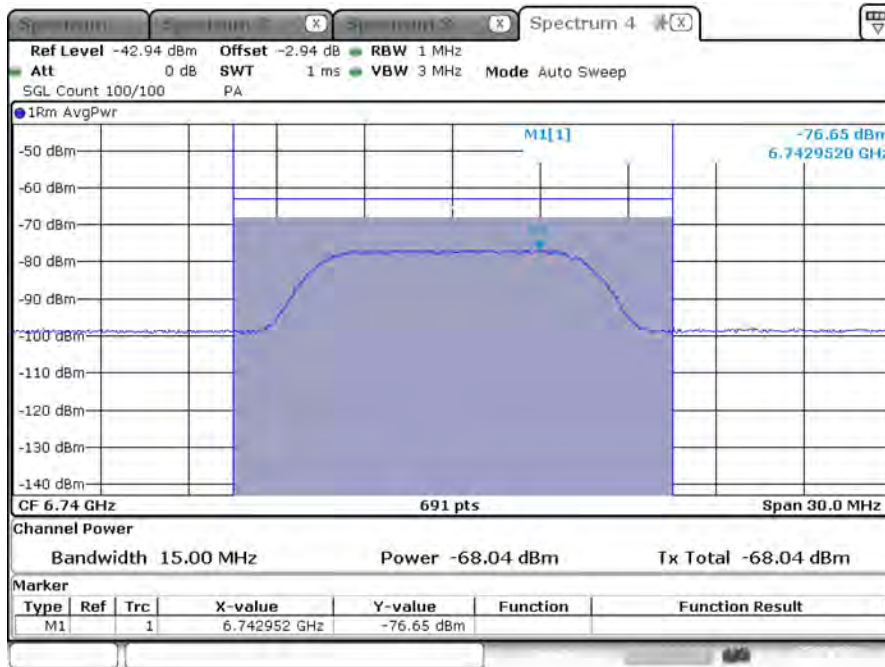 Spectrum 4
Ref Level -42.94 dBm Offset -2.94 dB RBW 1 MHz
Att 0 dB SWT 1 ms VBW 3 MHz Mode Auto Sweep
SGL Count 100/100 PA
1Rm AvgPwr
M1[1] -76.65 dBm
6.7429520 GHz
-50 dBm
-60 dBm
-70 dBm
-80 dBm
-90 dBm
-100 dBm
-110 dBm
-120 dBm
-130 dBm
-140 dBm
CF 6.74 GHz 691 pts Span 30.0 MHz
Channel Power
Bandwidth 15.00 MHz Power -68.04 dBm Tx Total -68.04 dBm
Marker
Type Ref Trc X-value Y-value Function Function Result
M1 1 6.742952 GHz -76.65 dBm